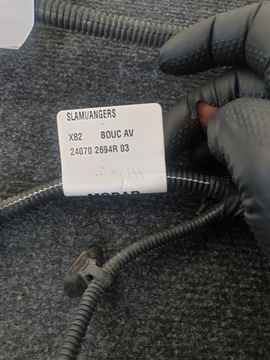 SLAMI/ANGERS
X82 BOUC AV
24070 2694R 03